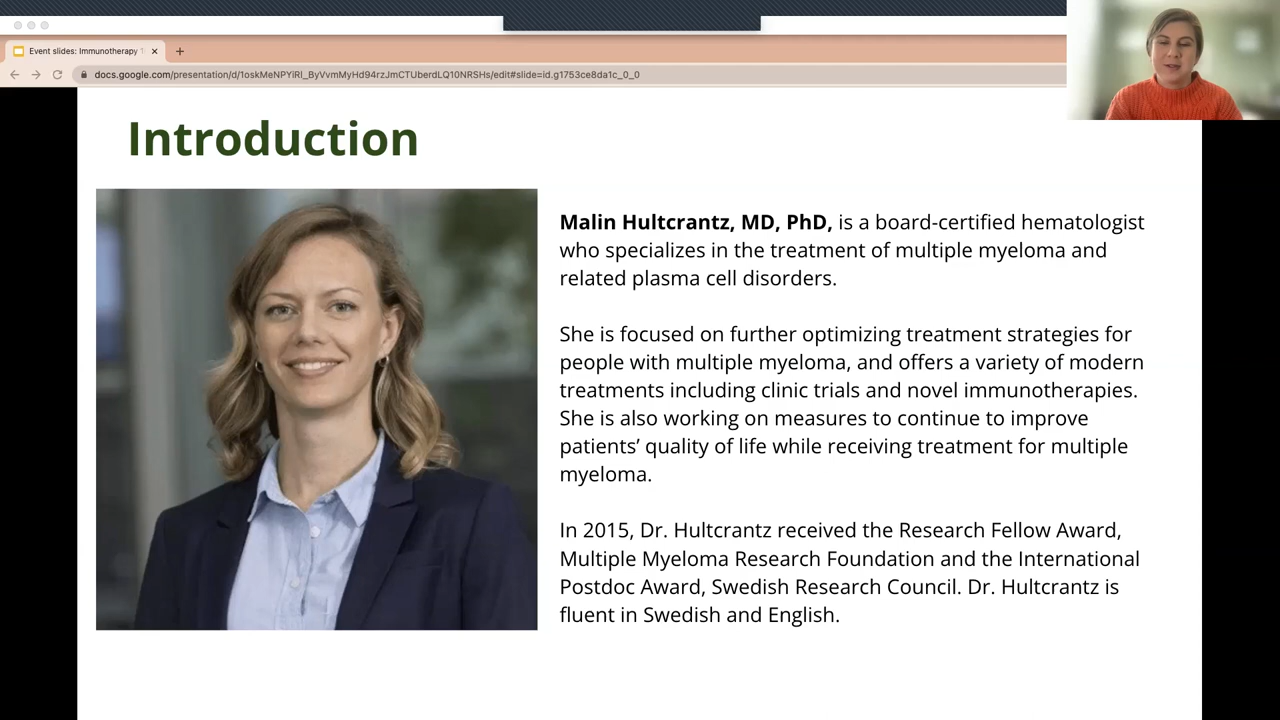 Event slides: Immunotherapy
docs.google.com/presentation/d/1oskMeNPYiRl_ByVvmMyHd94rzJmCTUberdLQ10NRSHs/edit#slide=id.g1753ce8da1c_0_0
Introduction
Malin Hultcrantz, MD, PhD, is a board-certified hematologist
who specializes in the treatment of multiple myeloma and
related plasma cell disorders.
She is focused on further optimizing treatment strategies for
people with multiple myeloma, and offers a variety of modern
treatments including clinic trials and novel immunotherapies.
She is also working on measures to continue to improve
patients’ quality of life while receiving treatment for multiple
myeloma.
In 2015, Dr. Hultcrantz received the Research Fellow Award,
Multiple Myeloma Research Foundation and the International
Postdoc Award, Swedish Research Council. Dr. Hultcrantz is
fluent in Swedish and English.